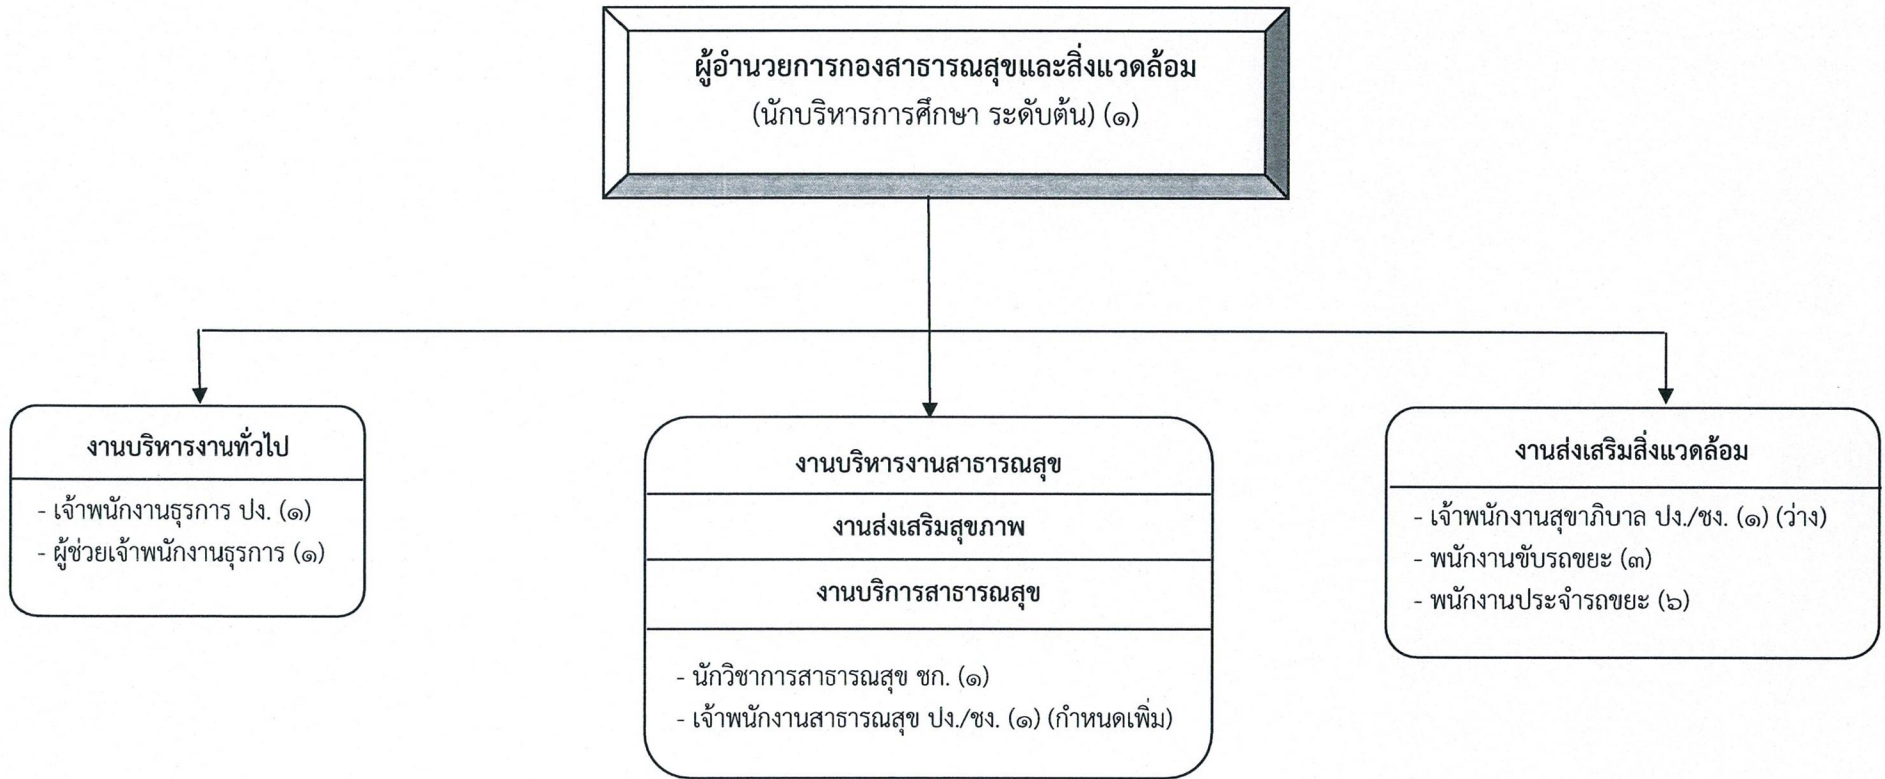 ผู้อำนวยการกองสาธารณสุขและสิ่งแวดล้อม
(นักบริหารการศึกษา ระดับต้น) (๑)
งานบริหารงานทั่วไป
- เจ้าพนักงานธุรการ ปง. (๑)
- ผู้ช่วยเจ้าพนักงานธุรการ (๑)
งานบริหารงานสาธารณสุข
งานส่งเสริมสุขภาพ
งานบริการสาธารณสุข
- นักวิชาการสาธารณสุข ชก. (๑)
- เจ้าพนักงานสาธารณสุข ปง./ชง. (๑) (กำหนดเพิ่ม)
งานส่งเสริมสิ่งแวดล้อม
- เจ้าพนักงานสุขาภิบาล ปง./ชง. (๑) (ว่าง)
- พนักงานขับรถขยะ (๓)
- พนักงานประจำรถขยะ (๖)